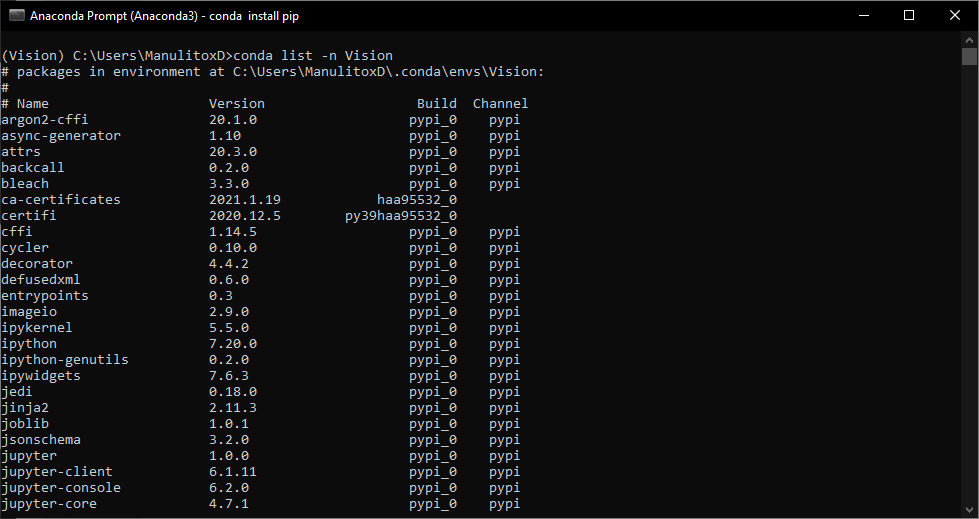 Anaconda Prompt (Anaconda3) - conda  install pip
(Vision) C:\Users\ManulitoxD>conda list -n Vision
# packages in environment at C:\Users\ManulitoxD\.conda\envs\Vision:
#
# Name                    Version                   Build  Channel
argon2-cffi               20.1.0                   pypi_0    pypi
async-generator           1.10                     pypi_0    pypi
attrs                     20.3.0                   pypi_0    pypi
backcall                  0.2.0                    pypi_0    pypi
bleach                    3.3.0                    pypi_0    pypi
ca-certificates           2021.1.19            haa95532_0
certifi                   2020.12.5        py39haa95532_0
cffi                      1.14.5                   pypi_0    pypi
cycler                    0.10.0                   pypi_0    pypi
decorator                 4.4.2                    pypi_0    pypi
defusedxml                0.6.0                    pypi_0    pypi
entrypoints               0.3                      pypi_0    pypi
imageio                   2.9.0                    pypi_0    pypi
ipykernel                 5.5.0                    pypi_0    pypi
ipython                   7.20.0                   pypi_0    pypi
ipython-genutils          0.2.0                    pypi_0    pypi
ipywidgets                7.6.3                    pypi_0    pypi
jedi                      0.18.0                   pypi_0    pypi
jinja2                    2.11.3                   pypi_0    pypi
joblib                    1.0.1                    pypi_0    pypi
jsonschema                3.2.0                    pypi_0    pypi
jupyter                   1.0.0                    pypi_0    pypi
jupyter-client            6.1.11                   pypi_0    pypi
jupyter-console           6.2.0                    pypi_0    pypi
jupyter-core              4.7.1                    pypi_0    pypi